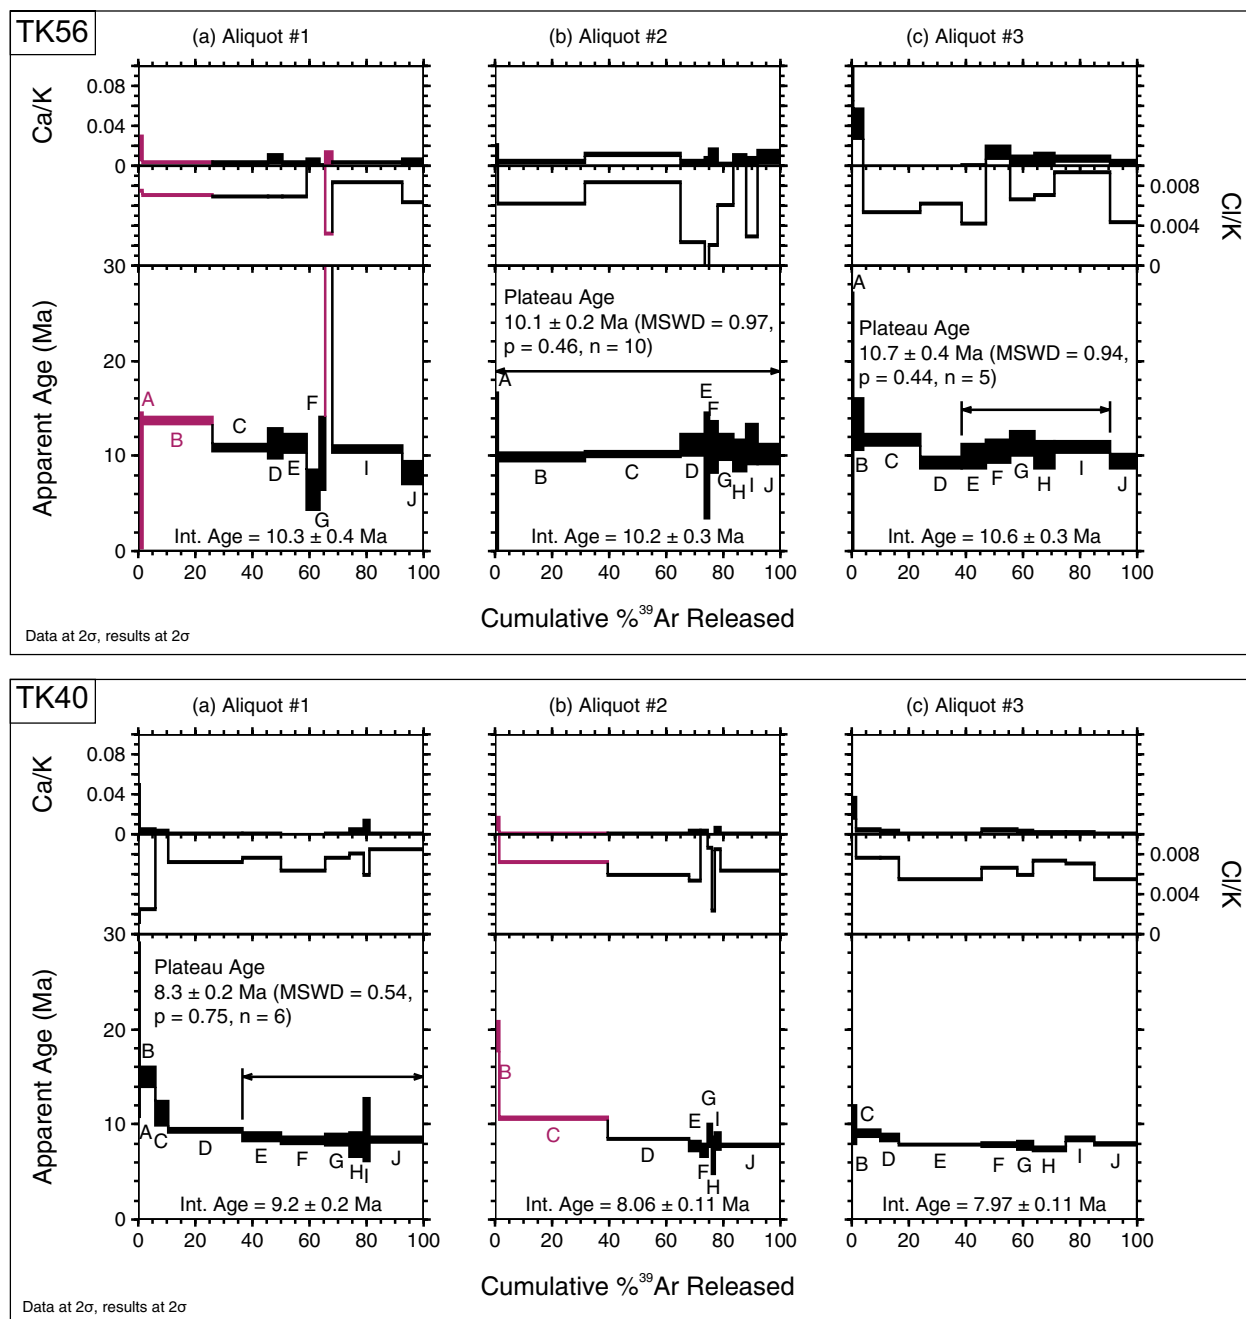 TK56
(a) Aliquot #1
(b) Aliquot #2
(c) Aliquot #3
Ca/K
0.08
0.04
0
0.008
0.004
0
Cl/K
Apparent Age (Ma)
30
20
10
0
A
B
C
D
E
F
G
I
J
Int. Age = 10.3 ± 0.4 Ma
0 20 40 60 80 100
Plateau Age
10.1 ± 0.2 Ma (MSWD = 0.97,
p = 0.46, n = 10)
A
B
C
D
E
F
G
H
I
J
Int. Age = 10.2 ± 0.3 Ma
0 20 40 60 80 100
A
Plateau Age
10.7 ± 0.4 Ma (MSWD = 0.94,
p = 0.44, n = 5)
B
C
D
E
F
G
H
I
J
Int. Age = 10.6 ± 0.3 Ma
0 20 40 60 80 100
Cumulative %³⁹Ar Released
Data at 2σ, results at 2σ
TK40
(a) Aliquot #1
(b) Aliquot #2
(c) Aliquot #3
Ca/K
0.08
0.04
0
0.008
0.004
0
Cl/K
Apparent Age (Ma)
30
20
10
0
Plateau Age
8.3 ± 0.2 Ma (MSWD = 0.54,
p = 0.75, n = 6)
A
B
C
D
E
F
G
H
I
J
Int. Age = 9.2 ± 0.2 Ma
0 20 40 60 80 100
B
C
D
E
F
G
H
I
J
Int. Age = 8.06 ± 0.11 Ma
0 20 40 60 80 100
B
C
D
E
F
G
H
I
J
Int. Age = 7.97 ± 0.11 Ma
0 20 40 60 80 100
Cumulative %³⁹Ar Released
Data at 2σ, results at 2σ